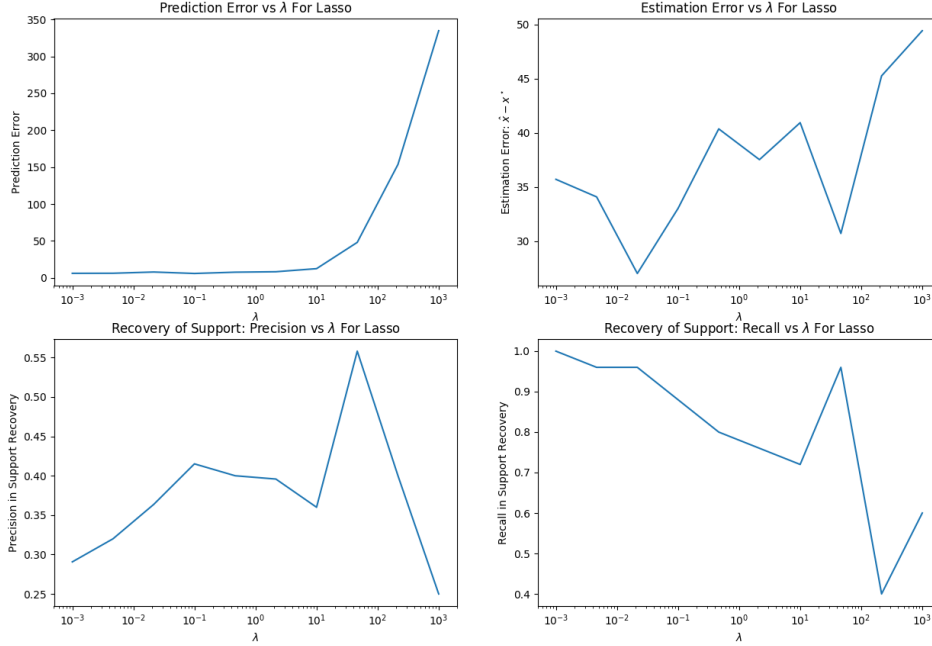 Prediction Error vs λ For Lasso
Prediction Error
350
300
250
200
150
100
50
0
10⁻³ 10⁻² 10⁻¹ 10⁰ 10¹ 10² 10³
λ
Estimation Error vs λ For Lasso
Estimation Error: x̂ − x*
50
45
40
35
30
10⁻³ 10⁻² 10⁻¹ 10⁰ 10¹ 10² 10³
λ
Recovery of Support: Precision vs λ For Lasso
Precision in Support Recovery
0.55
0.50
0.45
0.40
0.35
0.30
0.25
10⁻³ 10⁻² 10⁻¹ 10⁰ 10¹ 10² 10³
λ
Recovery of Support: Recall vs λ For Lasso
Recall in Support Recovery
1.0
0.9
0.8
0.7
0.6
0.5
0.4
10⁻³ 10⁻² 10⁻¹ 10⁰ 10¹ 10² 10³
λ